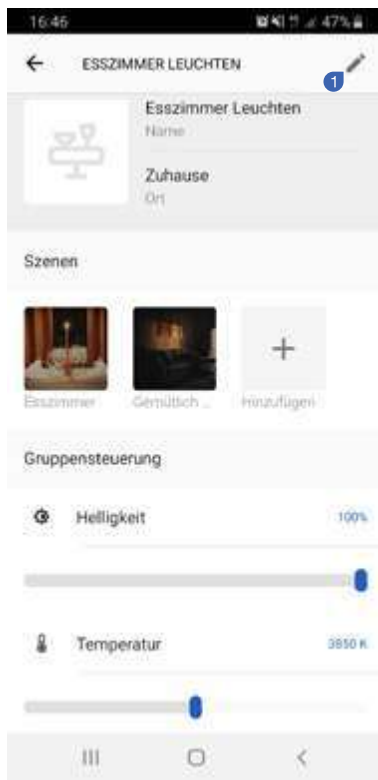 16:46
47%
ESSZIMMER LEUCHTEN
1
Esszimmer Leuchten
Name
Zuhause
Ort
Szenen
Esszimmer
Gemütlich ...
Hinzufügen
Gruppensteuerung
Helligkeit
100%
Temperatur
3850 K